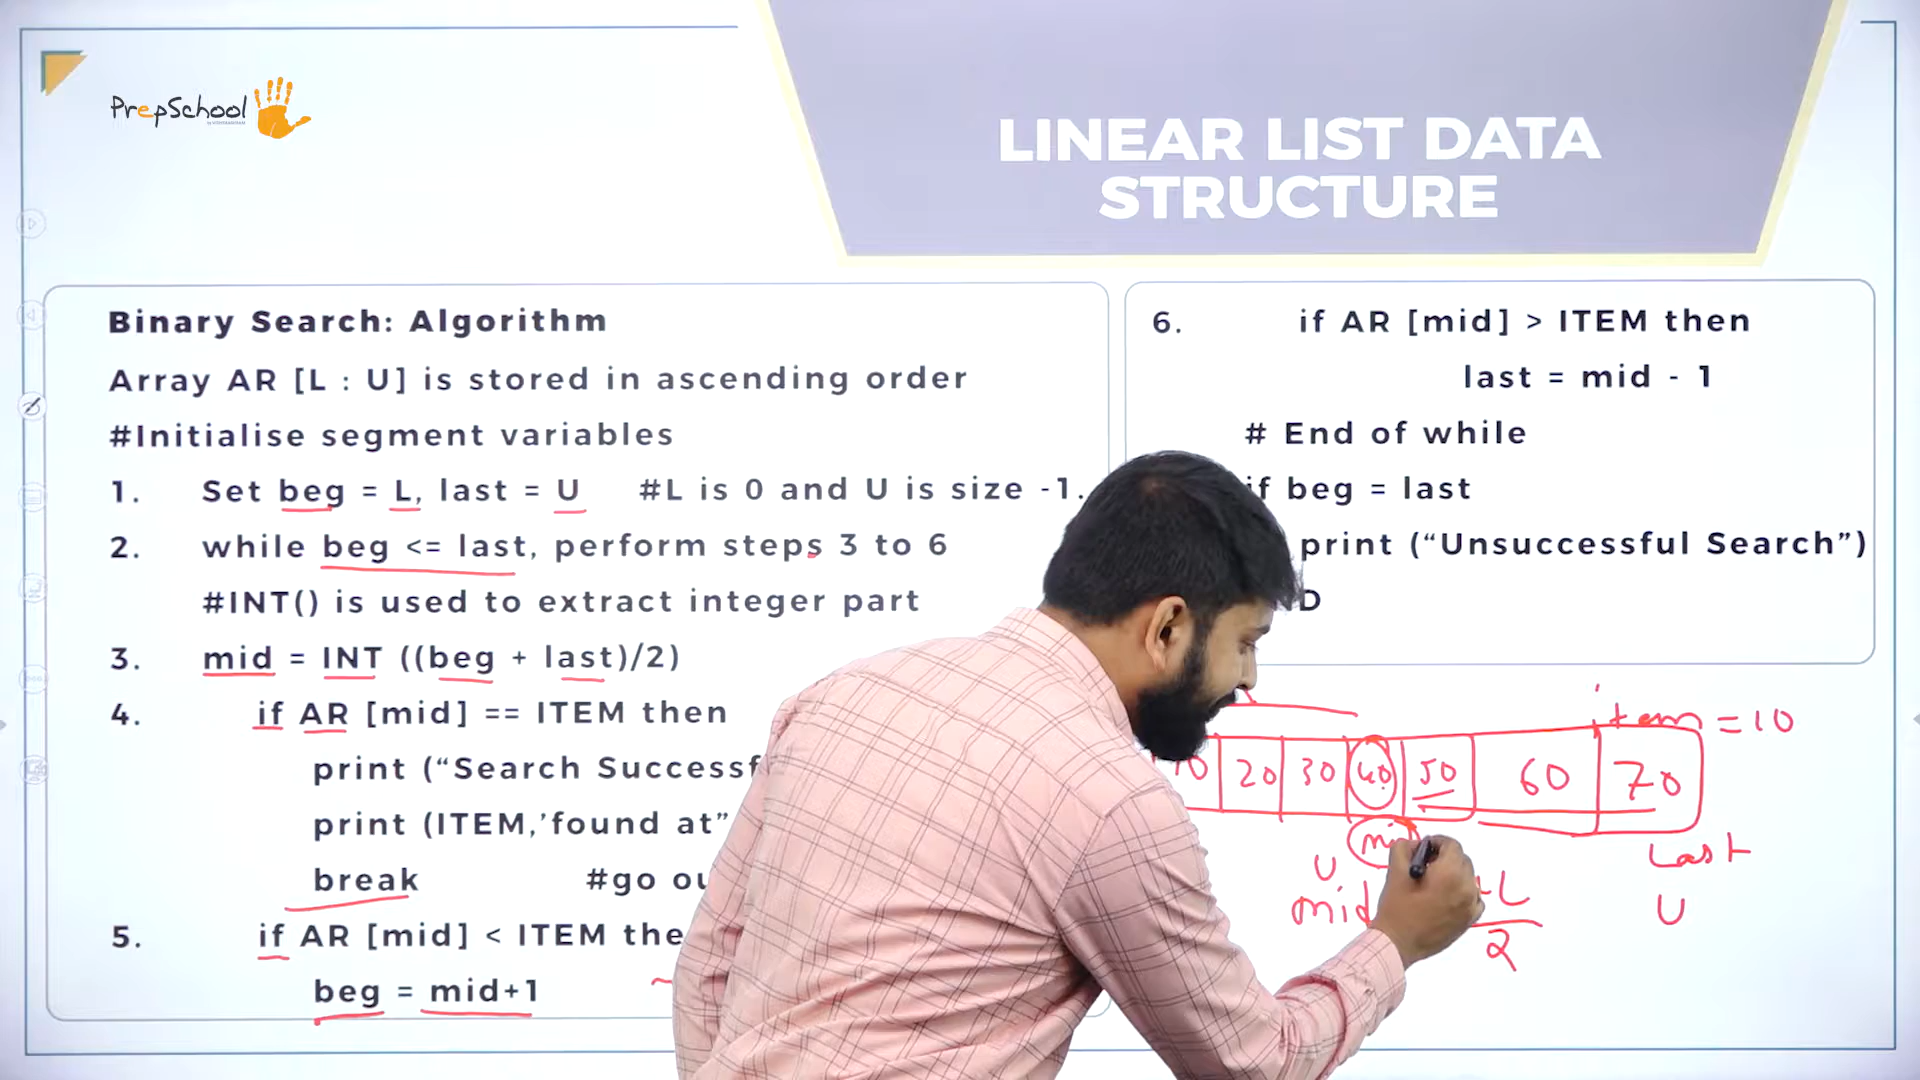 PrepSchool
LINEAR LIST DATA
STRUCTURE
Binary Search: Algorithm
Array AR [L : U] is stored in ascending order
#Initialise segment variables
1. Set beg = L, last = U #L is 0 and U is size -1.
2. while beg <= last, perform steps 3 to 6
#INT() is used to extract integer part
3. mid = INT ((beg + last)/2)
4. if AR [mid] == ITEM then
print (“Search Successf
print (ITEM,’found at”
break #go ou
5. if AR [mid] < ITEM the
beg = mid+1
6. if AR [mid] > ITEM then
last = mid - 1
# End of while
if beg = last
print (“Unsuccessful Search”)
D
item = 10
10 20 30 40 50 60 70
mid last
U
mid +L U
2